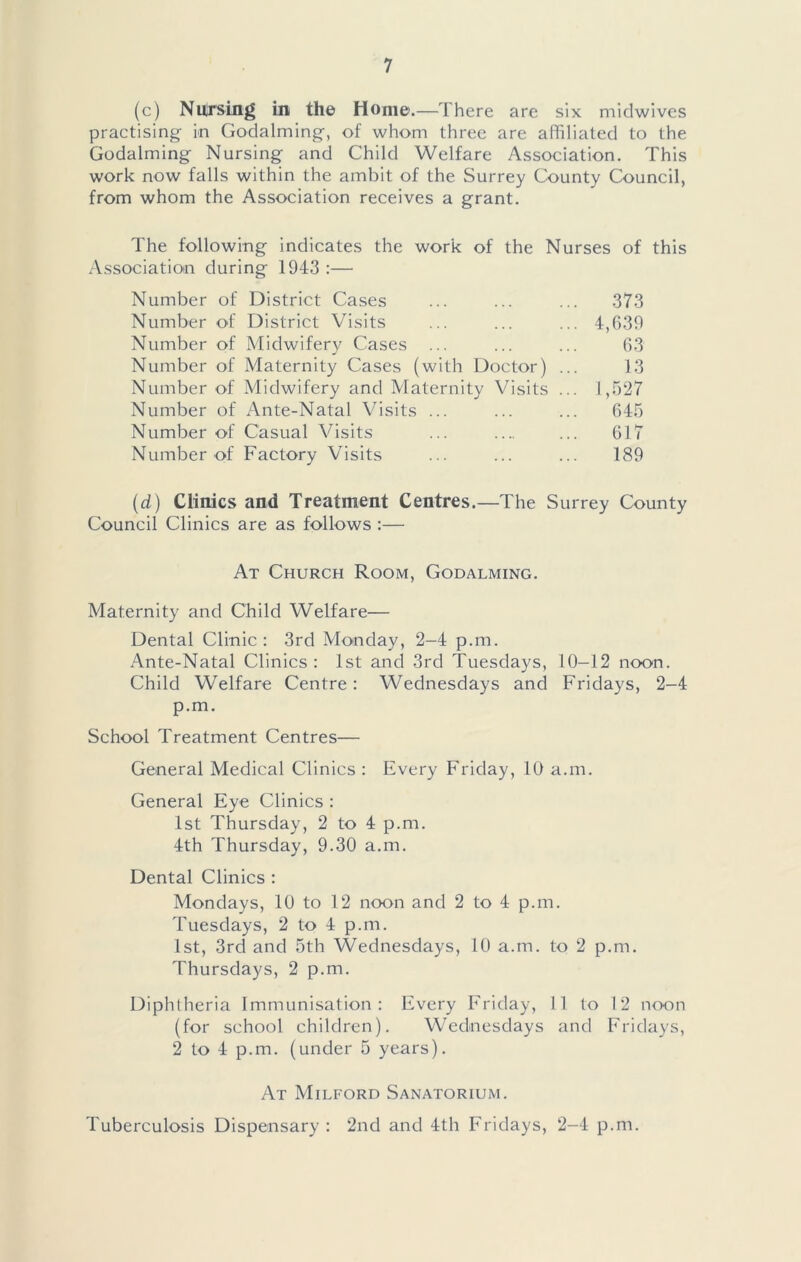 7
(c) Nursing in the Home.—There are six midwives
practising in Godalming, of whom three are affiliated to the
Godalming Nursing and Child Welfare Association. This
work now falls within the ambit of the Surrey County Council,
from whom the Association receives a grant.
The following indicates the work of the Nurses of this
Association during 1943 :—
Number of District Cases ... ... ... 373
Number of District Visits ... ... ... 4,639
Number of Midwifery Cases ... ... ... 63
Number of Maternity Cases (with Doctor) ... 13
Number of Midwifery and Maternity Visits ... 1,527
Number of Ante-Natal Visits ... ... ... 645
Number of Casual Visits ... ... ... 617
Number of Factory Visits ... ... ... 189
(d) Clinics and Treatment Centres.—The Surrey County
Council Clinics are as follows :—
At Church Room, Godalming.
Maternity and Child Welfare—
Dental Clinic : 3rd Monday, 2–4 p.m.
Ante-Natal Clinics : 1st and 3rd Tuesdays, 10–12 noon.
Child Welfare Centre : Wednesdays and Fridays, 2–4
p.m.
School Treatment Centres—
General Medical Clinics : Every Friday, 10 a.m.
General Eye Clinics :
1st Thursday, 2 to 4 p.m.
4th Thursday, 9.30 a.m.
Dental Clinics :
Mondays, 10 to 12 noon and 2 to 4 p.m.
Tuesdays, 2 to 4 p.m.
1st, 3rd and 5th Wednesdays, 10 a.m. to 2 p.m.
Thursdays, 2 p.m.
Diphtheria Immunisation : Every Friday, 11 to 12 noon
(for school children). Wednesdays and Fridays,
2 to 4 p.m. (under 5 years).
At Milford Sanatorium.
Tuberculosis Dispensary : 2nd and 4th Fridays, 2–4 p.m.